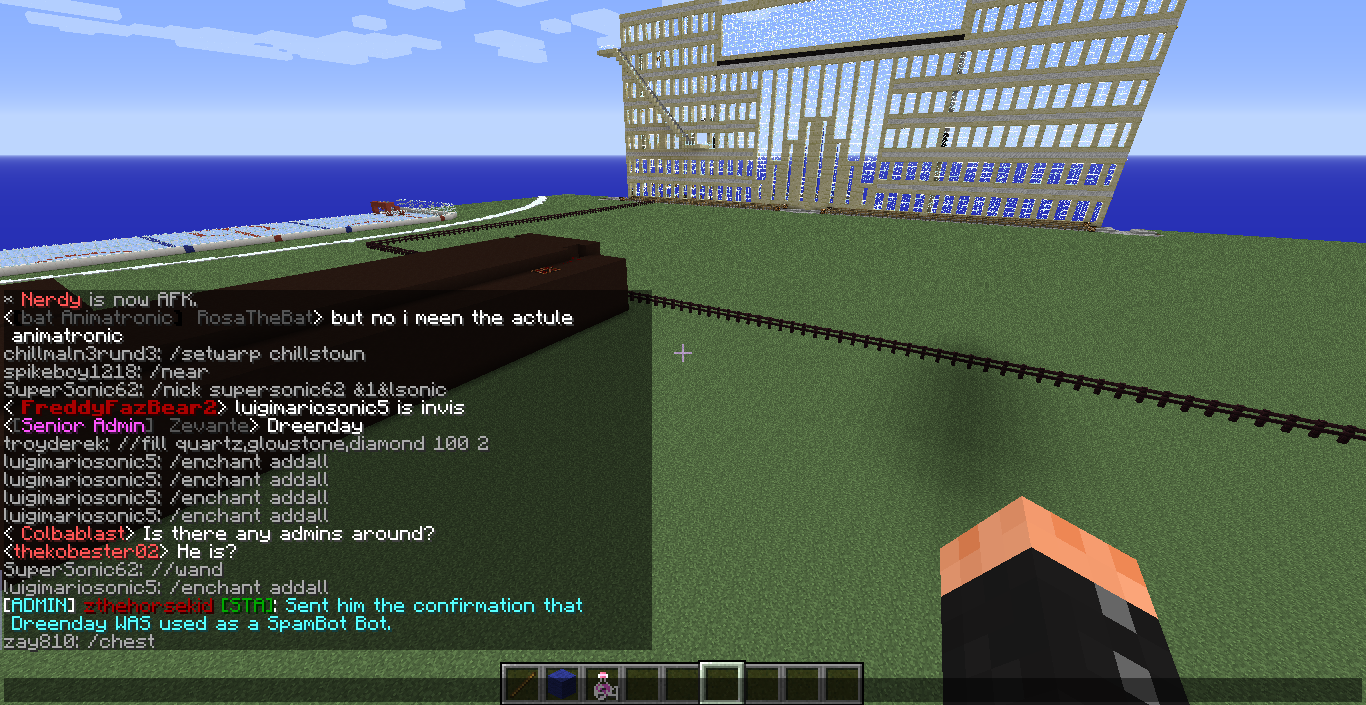 * Nerdy is now AFK.
<[bat Animatronic] RosaTheBat> but no i meen the actule
animatronic
chillmaln3rund3: /setwarp chillstown
spikeboy1218: /near
SuperSonic62: /nick supersonic62 &1&lsonic
< FreddyFazBear2> luigimariosonic5 is invis
<[Senior Admin] Zevante> Dreenday
troyderek: //fill quartz,glowstone,diamond 100 2
luigimariosonic5: /enchant addall
luigimariosonic5: /enchant addall
luigimariosonic5: /enchant addall
luigimariosonic5: /enchant addall
< Colbablast> Is there any admins around?
<thekobester02> He is?
SuperSonic62: //wand
luigimariosonic5: /enchant addall
[ADMIN] zthehorsekid [STA]: Sent him the confirmation that
Dreenday WAS used as a SpamBot Bot.
zay810: /chest
64